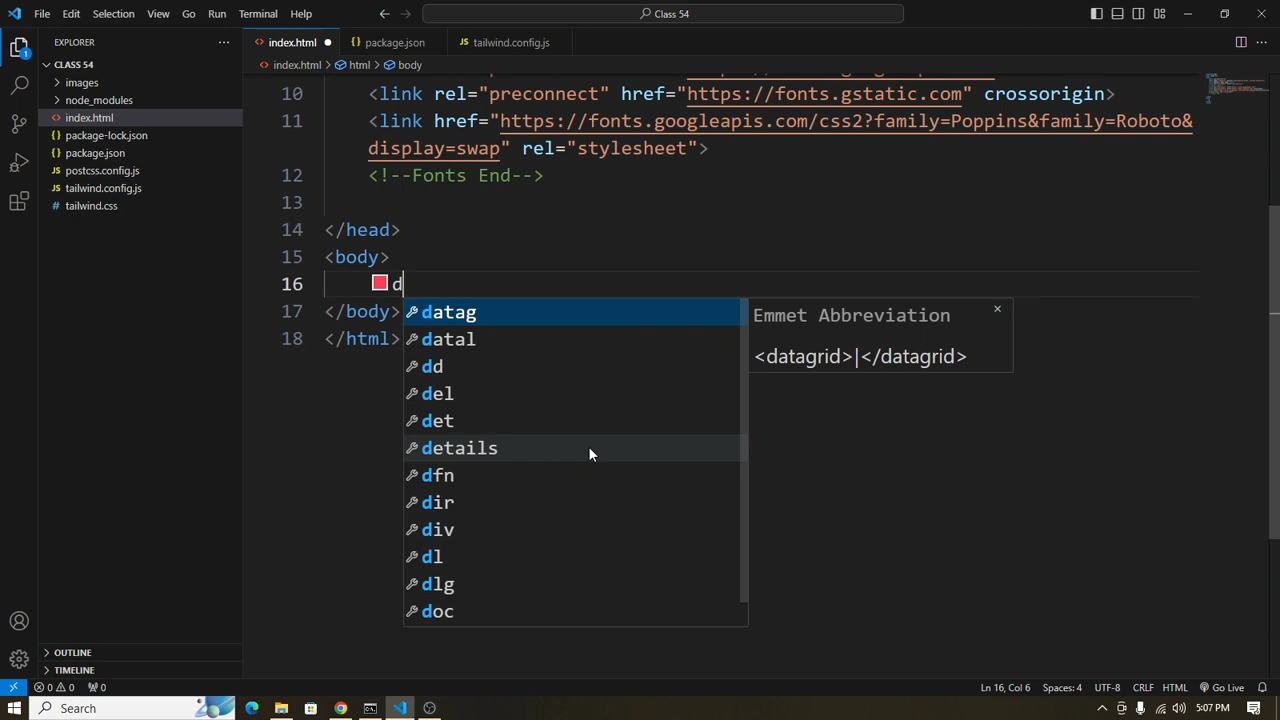 File Edit Selection View Go Run Terminal Help
Class 54
EXPLORER
index.html
package.json
tailwind.config.js
CLASS 54
index.html > html > body
images
node_modules
index.html
package-lock.json
package.json
postcss.config.js
tailwind.config.js
tailwind.css
10 <link rel="preconnect" href="https://fonts.gstatic.com" crossorigin>
11 <link href="https://fonts.googleapis.com/css2?family=Poppins&family=Roboto&
display=swap" rel="stylesheet">
12 <!--Fonts End-->
13
14 </head>
15 <body>
16 d
17 </body>
18 </html>
datag
datal
dd
del
det
details
dfn
dir
div
dl
dlg
doc
Emmet Abbreviation
<datagrid>|</datagrid>
OUTLINE
TIMELINE
0 0 0
Ln 16, Col 6 Spaces: 4 UTF-8 CRLF HTML Go Live
Search
5:07 PM